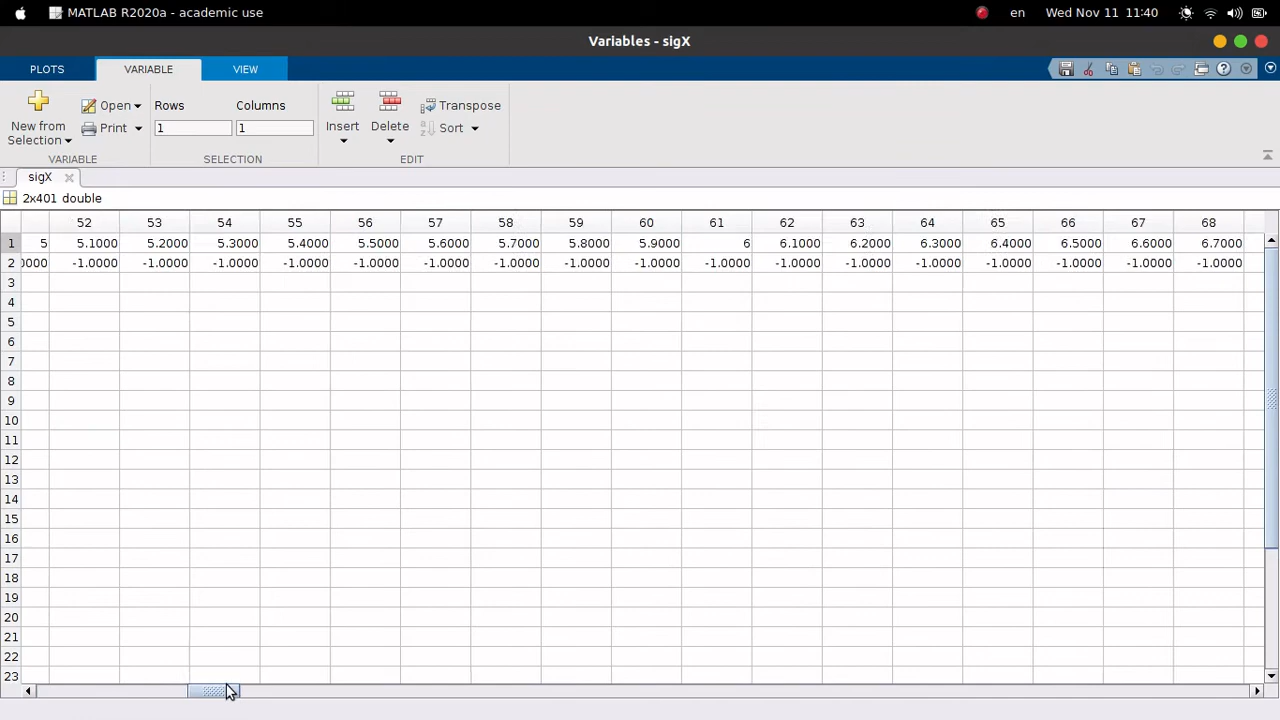 MATLAB R2020a - academic use en Wed Nov 11 11:40
Variables - sigX
PLOTS VARIABLE VIEW
New from Selection Open Print Rows Columns Insert Delete Transpose Sort
1 1
VARIABLE SELECTION EDIT
sigX
2x401 double
52 53 54 55 56 57 58 59 60 61 62 63 64 65 66 67 68
1 5 5.1000 5.2000 5.3000 5.4000 5.5000 5.6000 5.7000 5.8000 5.9000 6 6.1000 6.2000 6.3000 6.4000 6.5000 6.6000 6.7000
2 0000 -1.0000 -1.0000 -1.0000 -1.0000 -1.0000 -1.0000 -1.0000 -1.0000 -1.0000 -1.0000 -1.0000 -1.0000 -1.0000 -1.0000 -1.0000 -1.0000 -1.0000
3
4
5
6
7
8
9
10
11
12
13
14
15
16
17
18
19
20
21
22
23